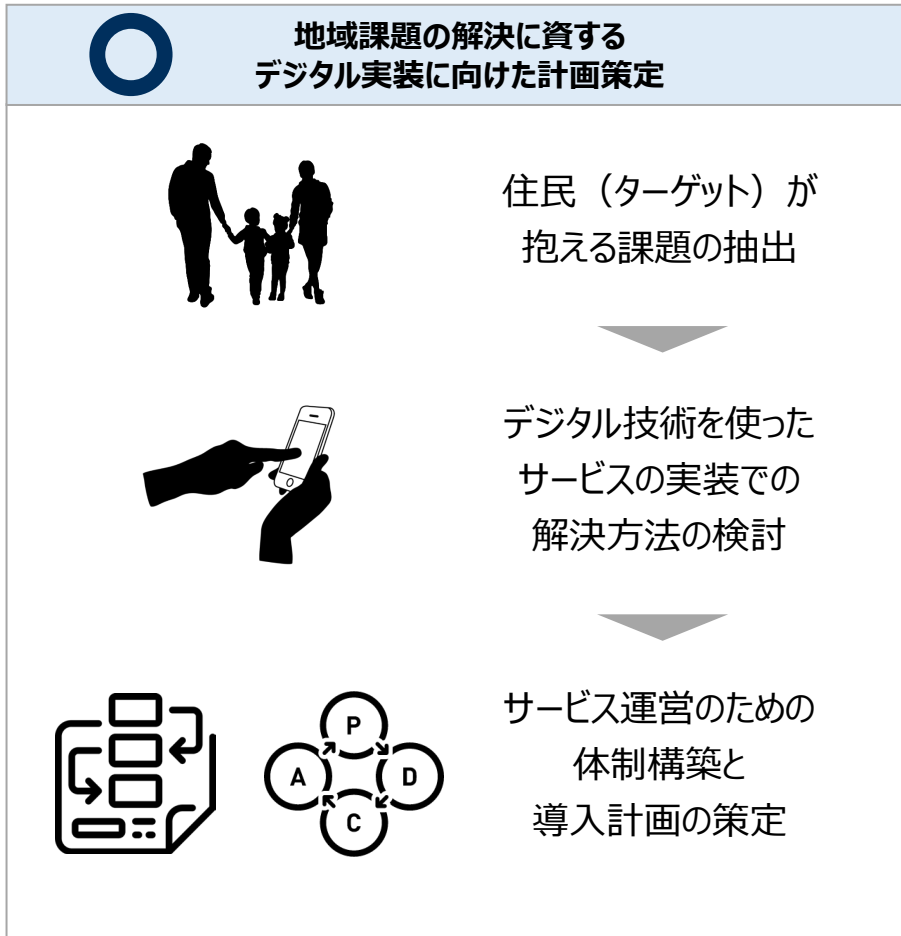 地域課題の解決に資する
デジタル実装に向けた計画策定
住民（ターゲット）が
抱える課題の抽出
デジタル技術を使った
サービスの実装での
解決方法の検討
サービス運営のための
体制構築と
導入計画の策定
P
A
D
C